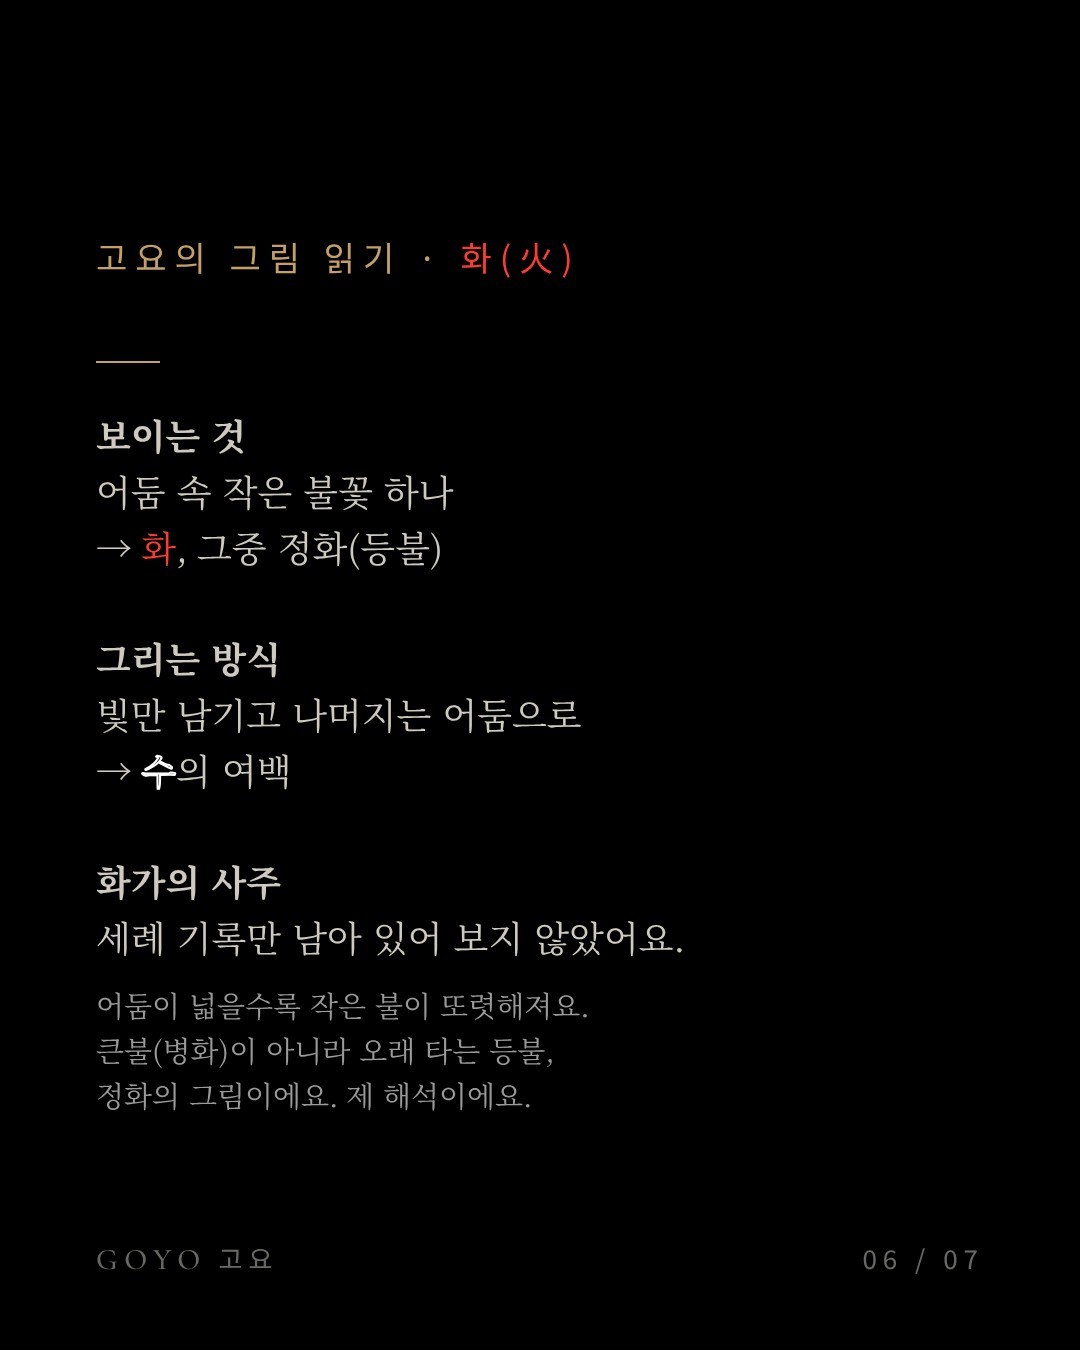 고요의 그림 읽기 · 화(火)
보이는 것
어둠 속 작은 불꽃 하나
→ 화, 그중 정화(등불)
그리는 방식
빛만 남기고 나머지는 어둠으로
→ 수의 여백
화가의 사주
세례 기록만 남아 있어 보지 않았어요.
어둠이 넓을수록 작은 불이 또렷해져요.
큰불(병화)이 아니라 오래 타는 등불,
정화의 그림이에요. 제 해석이에요.
GOYO 고요
06 / 07